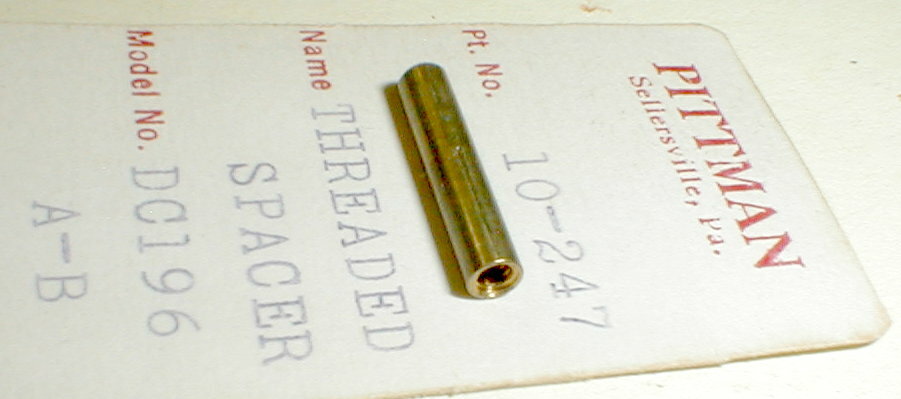 PITTMAN
Sellersville, Pa.
Pt. No. 10-247
Name THREADED
SPACER
Model No. DC196
A-B